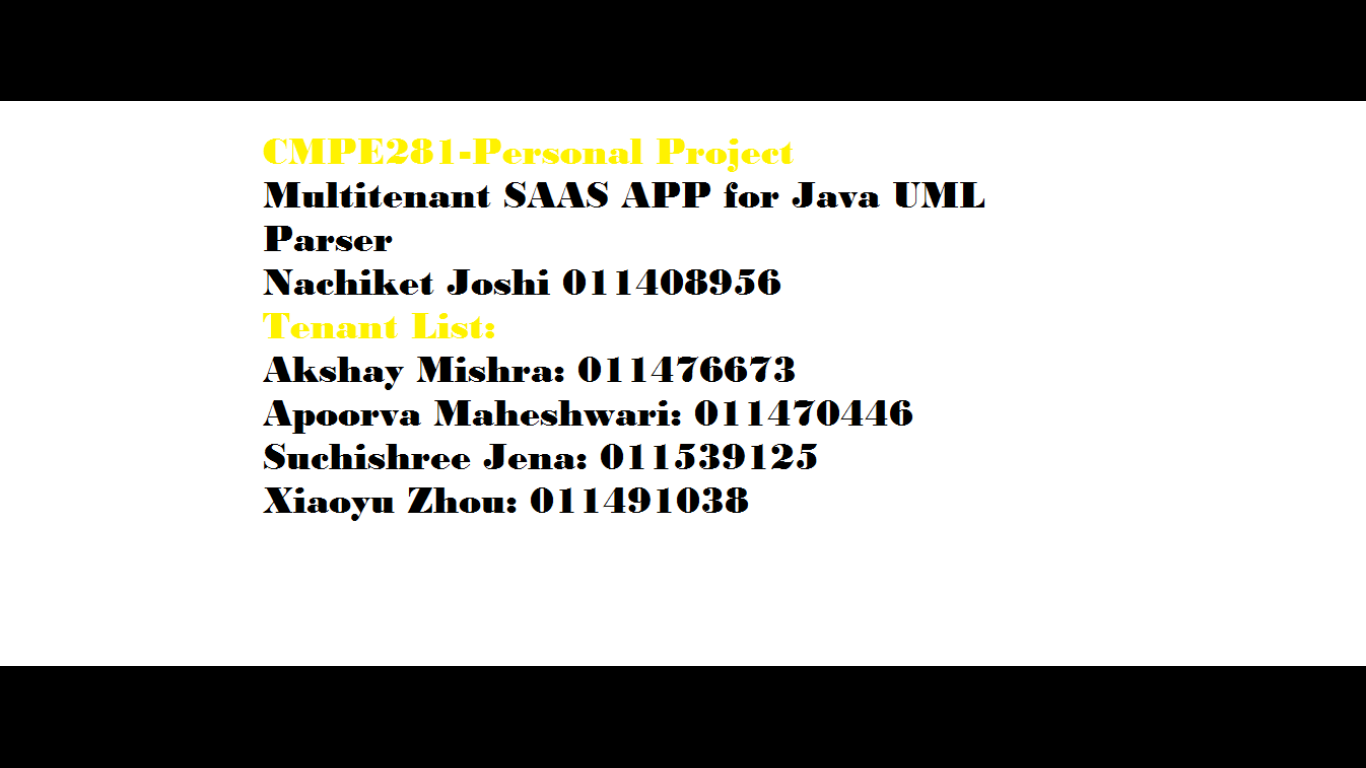 CMPE281-Personal Project
Multitenant SAAS APP for Java UML
Parser
Nachiket Joshi 011408956
Tenant List:
Akshay Mishra: 011476673
Apoorva Maheshwari: 011470446
Suchishree Jena: 011539125
Xiaoyu Zhou: 011491038